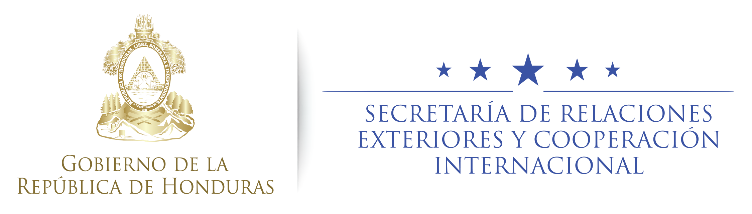 GOBIERNO DE LA
REPÚBLICA DE HONDURAS
SECRETARÍA DE RELACIONES
EXTERIORES Y COOPERACIÓN
INTERNACIONAL